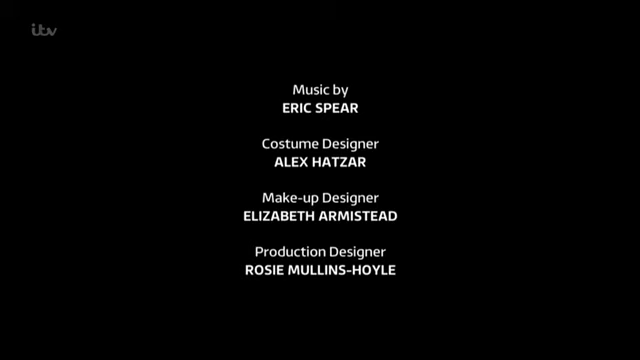 itv
Music by
ERIC SPEAR
Costume Designer
ALEX HATZAR
Make-up Designer
ELIZABETH ARMISTEAD
Production Designer
ROSIE MULLINS-HOYLE